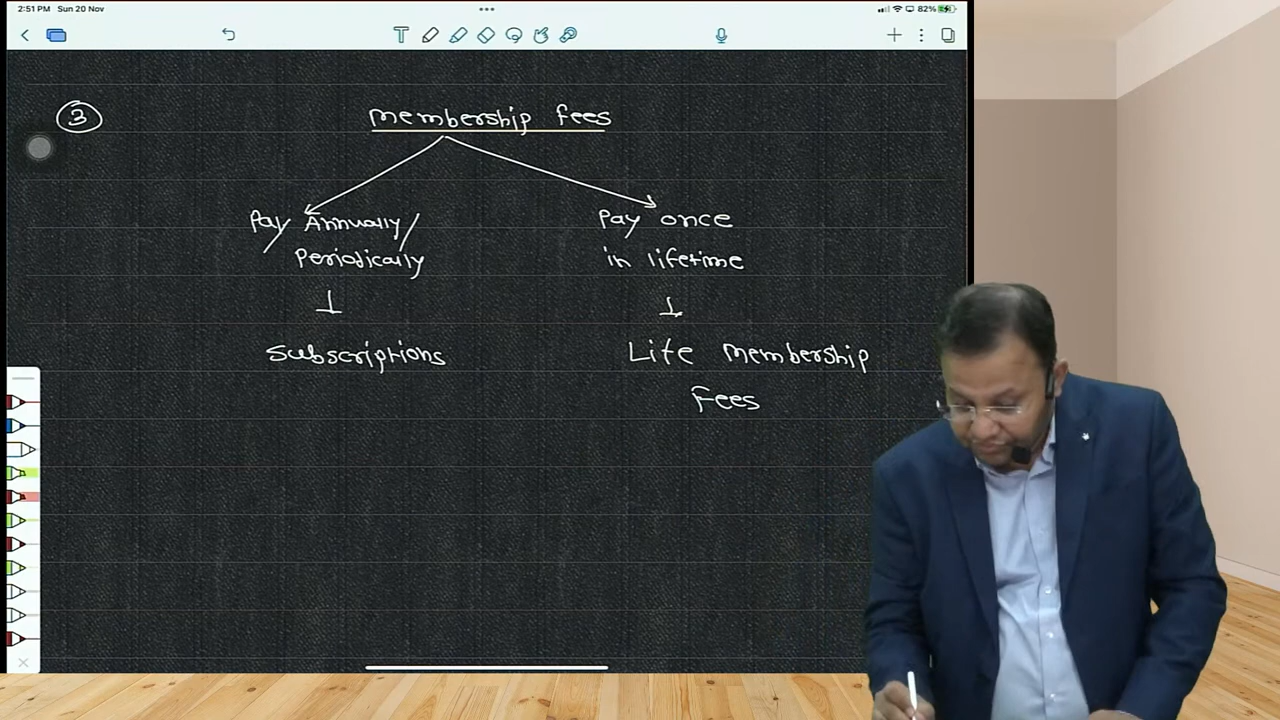 2:51 PM Sun 20 Nov
82%
T
3
Membership Fees
Pay Annually/
Periodically
Pay once
in lifetime
Subscriptions
Life Membership
Fees